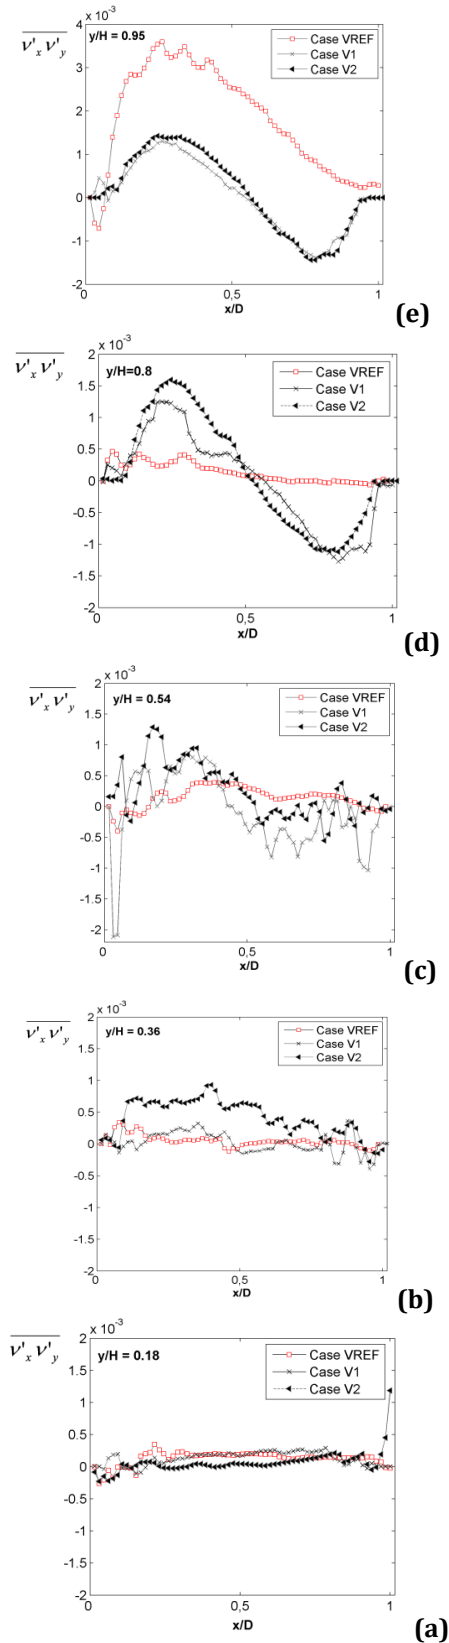 x 10⁻³
ν'ₓ ν'ᵧ
y/H = 0.95
Case VREF
Case V1
Case V2
4
3
2
1
0
-1
-2
0
0,5
1
x/D
(e)
x 10⁻³
ν'ₓ ν'ᵧ
y/H=0.8
Case VREF
Case V1
Case V2
2
1.5
1
0.5
0
-0.5
-1
-1.5
-2
0
0,5
1
x/D
(d)
x 10⁻³
ν'ₓ ν'ᵧ
y/H = 0.54
Case VREF
Case V1
Case V2
2
1.5
1
0.5
0
-0.5
-1
-1.5
-2
0
0,5
1
x/D
(c)
x 10⁻³
ν'ₓ ν'ᵧ
y/H = 0.36
Case VREF
Case V1
Case V2
2
1.5
1
0.5
0
-0.5
-1
-1.5
-2
0
0,5
1
x/D
(b)
x 10⁻³
ν'ₓ ν'ᵧ
y/H = 0.18
Case VREF
Case V1
Case V2
2
1.5
1
0.5
0
-0.5
-1
-1.5
-2
0
0,5
1
x/D
(a)